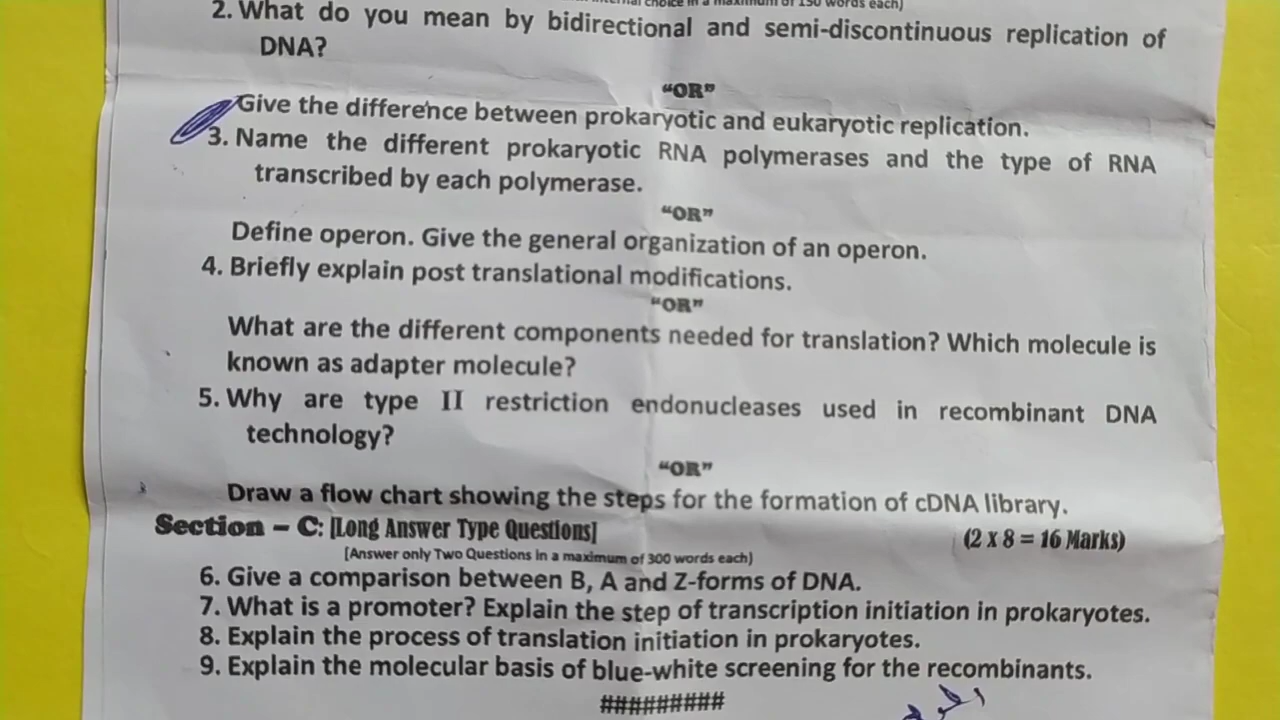 internal choice in a maximum of 150 words each)
2. What do you mean by bidirectional and semi-discontinuous replication of
DNA?
"OR"
Give the difference between prokaryotic and eukaryotic replication.
3. Name the different prokaryotic RNA polymerases and the type of RNA
transcribed by each polymerase.
"OR"
Define operon. Give the general organization of an operon.
4. Briefly explain post translational modifications.
"OR"
What are the different components needed for translation? Which molecule is
known as adapter molecule?
5. Why are type II restriction endonucleases used in recombinant DNA
technology?
"OR"
Draw a flow chart showing the steps for the formation of cDNA library.
Section – C: [Long Answer Type Questions] (2 x 8 = 16 Marks)
[Answer only Two Questions in a maximum of 300 words each]
6. Give a comparison between B, A and Z-forms of DNA.
7. What is a promoter? Explain the step of transcription initiation in prokaryotes.
8. Explain the process of translation initiation in prokaryotes.
9. Explain the molecular basis of blue-white screening for the recombinants.
#########